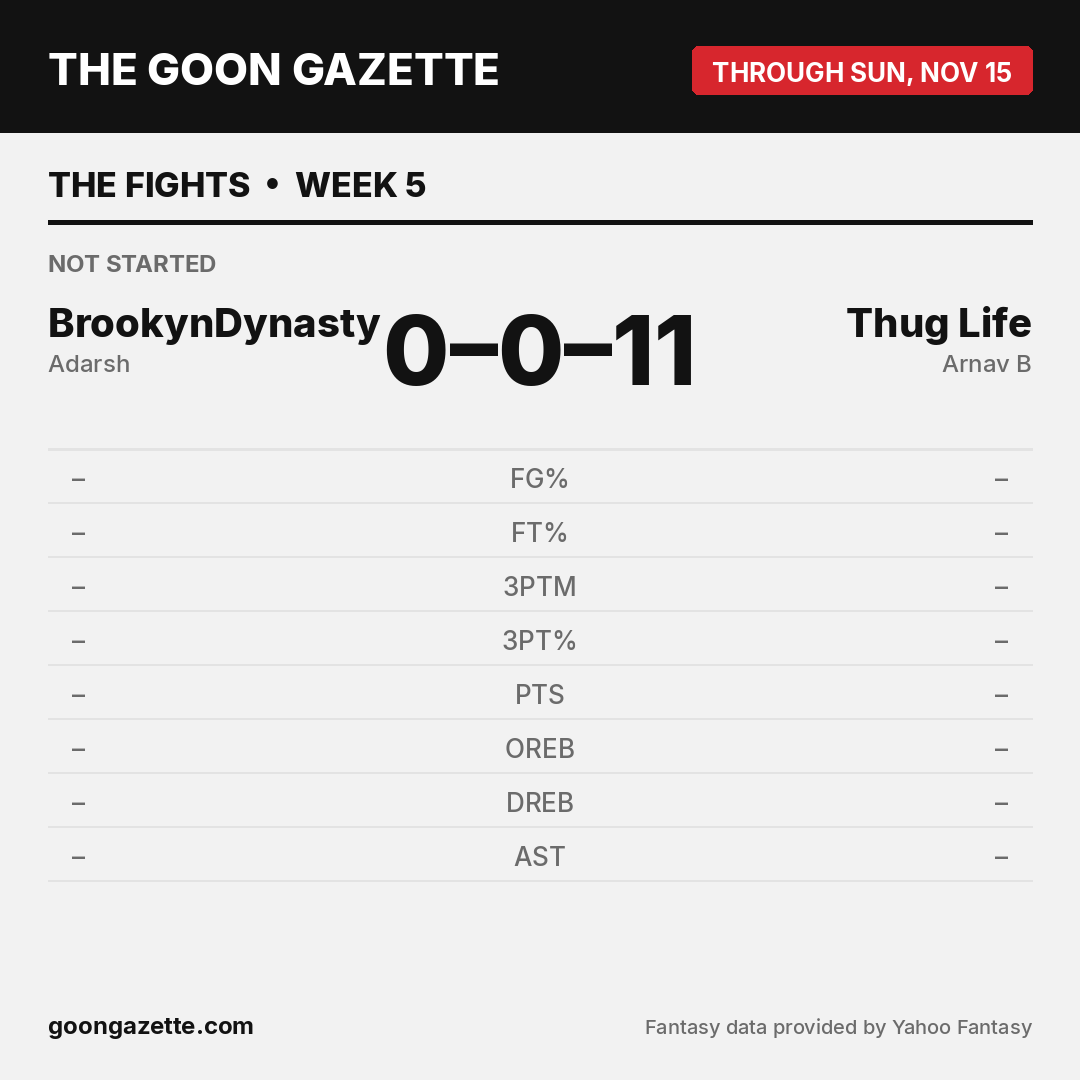 THE GOON GAZETTE
THROUGH SUN, NOV 15
THE FIGHTS • WEEK 5
NOT STARTED
BrookynDynasty 0–0–11 Thug Life
Adarsh Arnav B
– FG% –
– FT% –
– 3PTM –
– 3PT% –
– PTS –
– OREB –
– DREB –
– AST –
goongazette.com
Fantasy data provided by Yahoo Fantasy